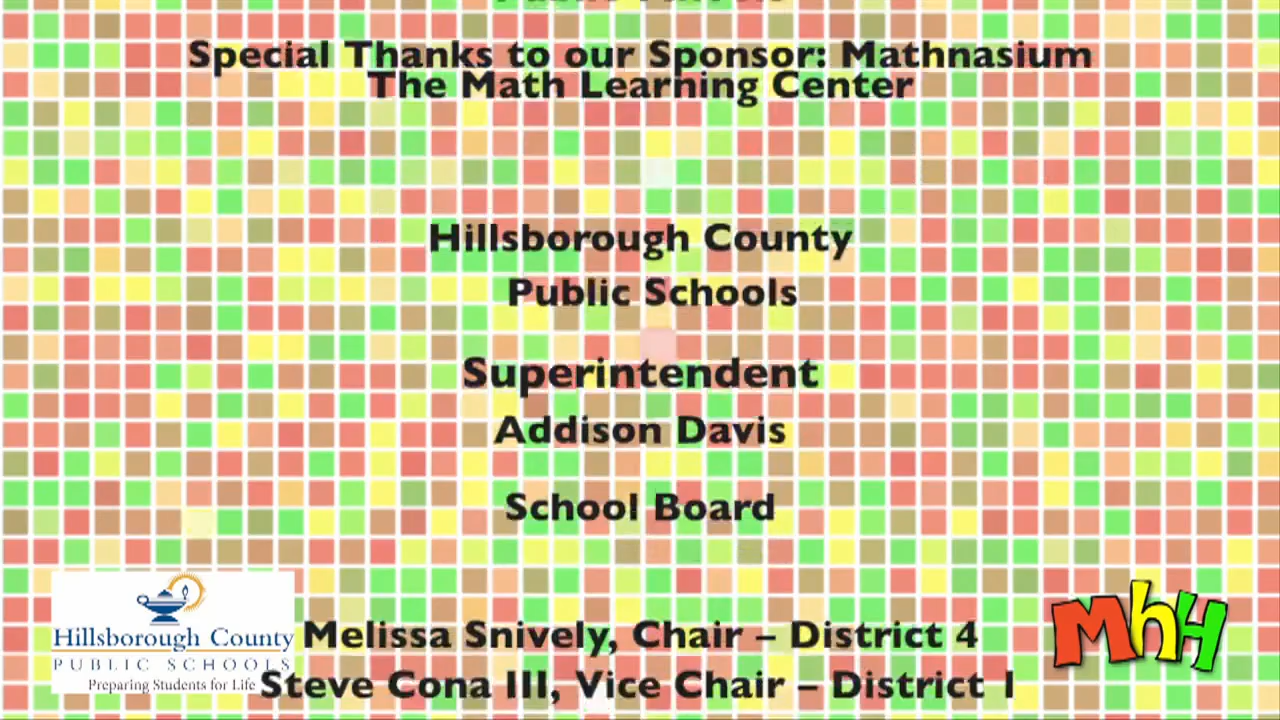 Special Thanks to our Sponsor: Mathnasium
The Math Learning Center
Hillsborough County
Public Schools
Superintendent
Addison Davis
School Board
Melissa Snively, Chair – District 4
Steve Cona III, Vice Chair – District 1
Hillsborough County
PUBLIC SCHOOLS
Preparing Students for Life
MhH